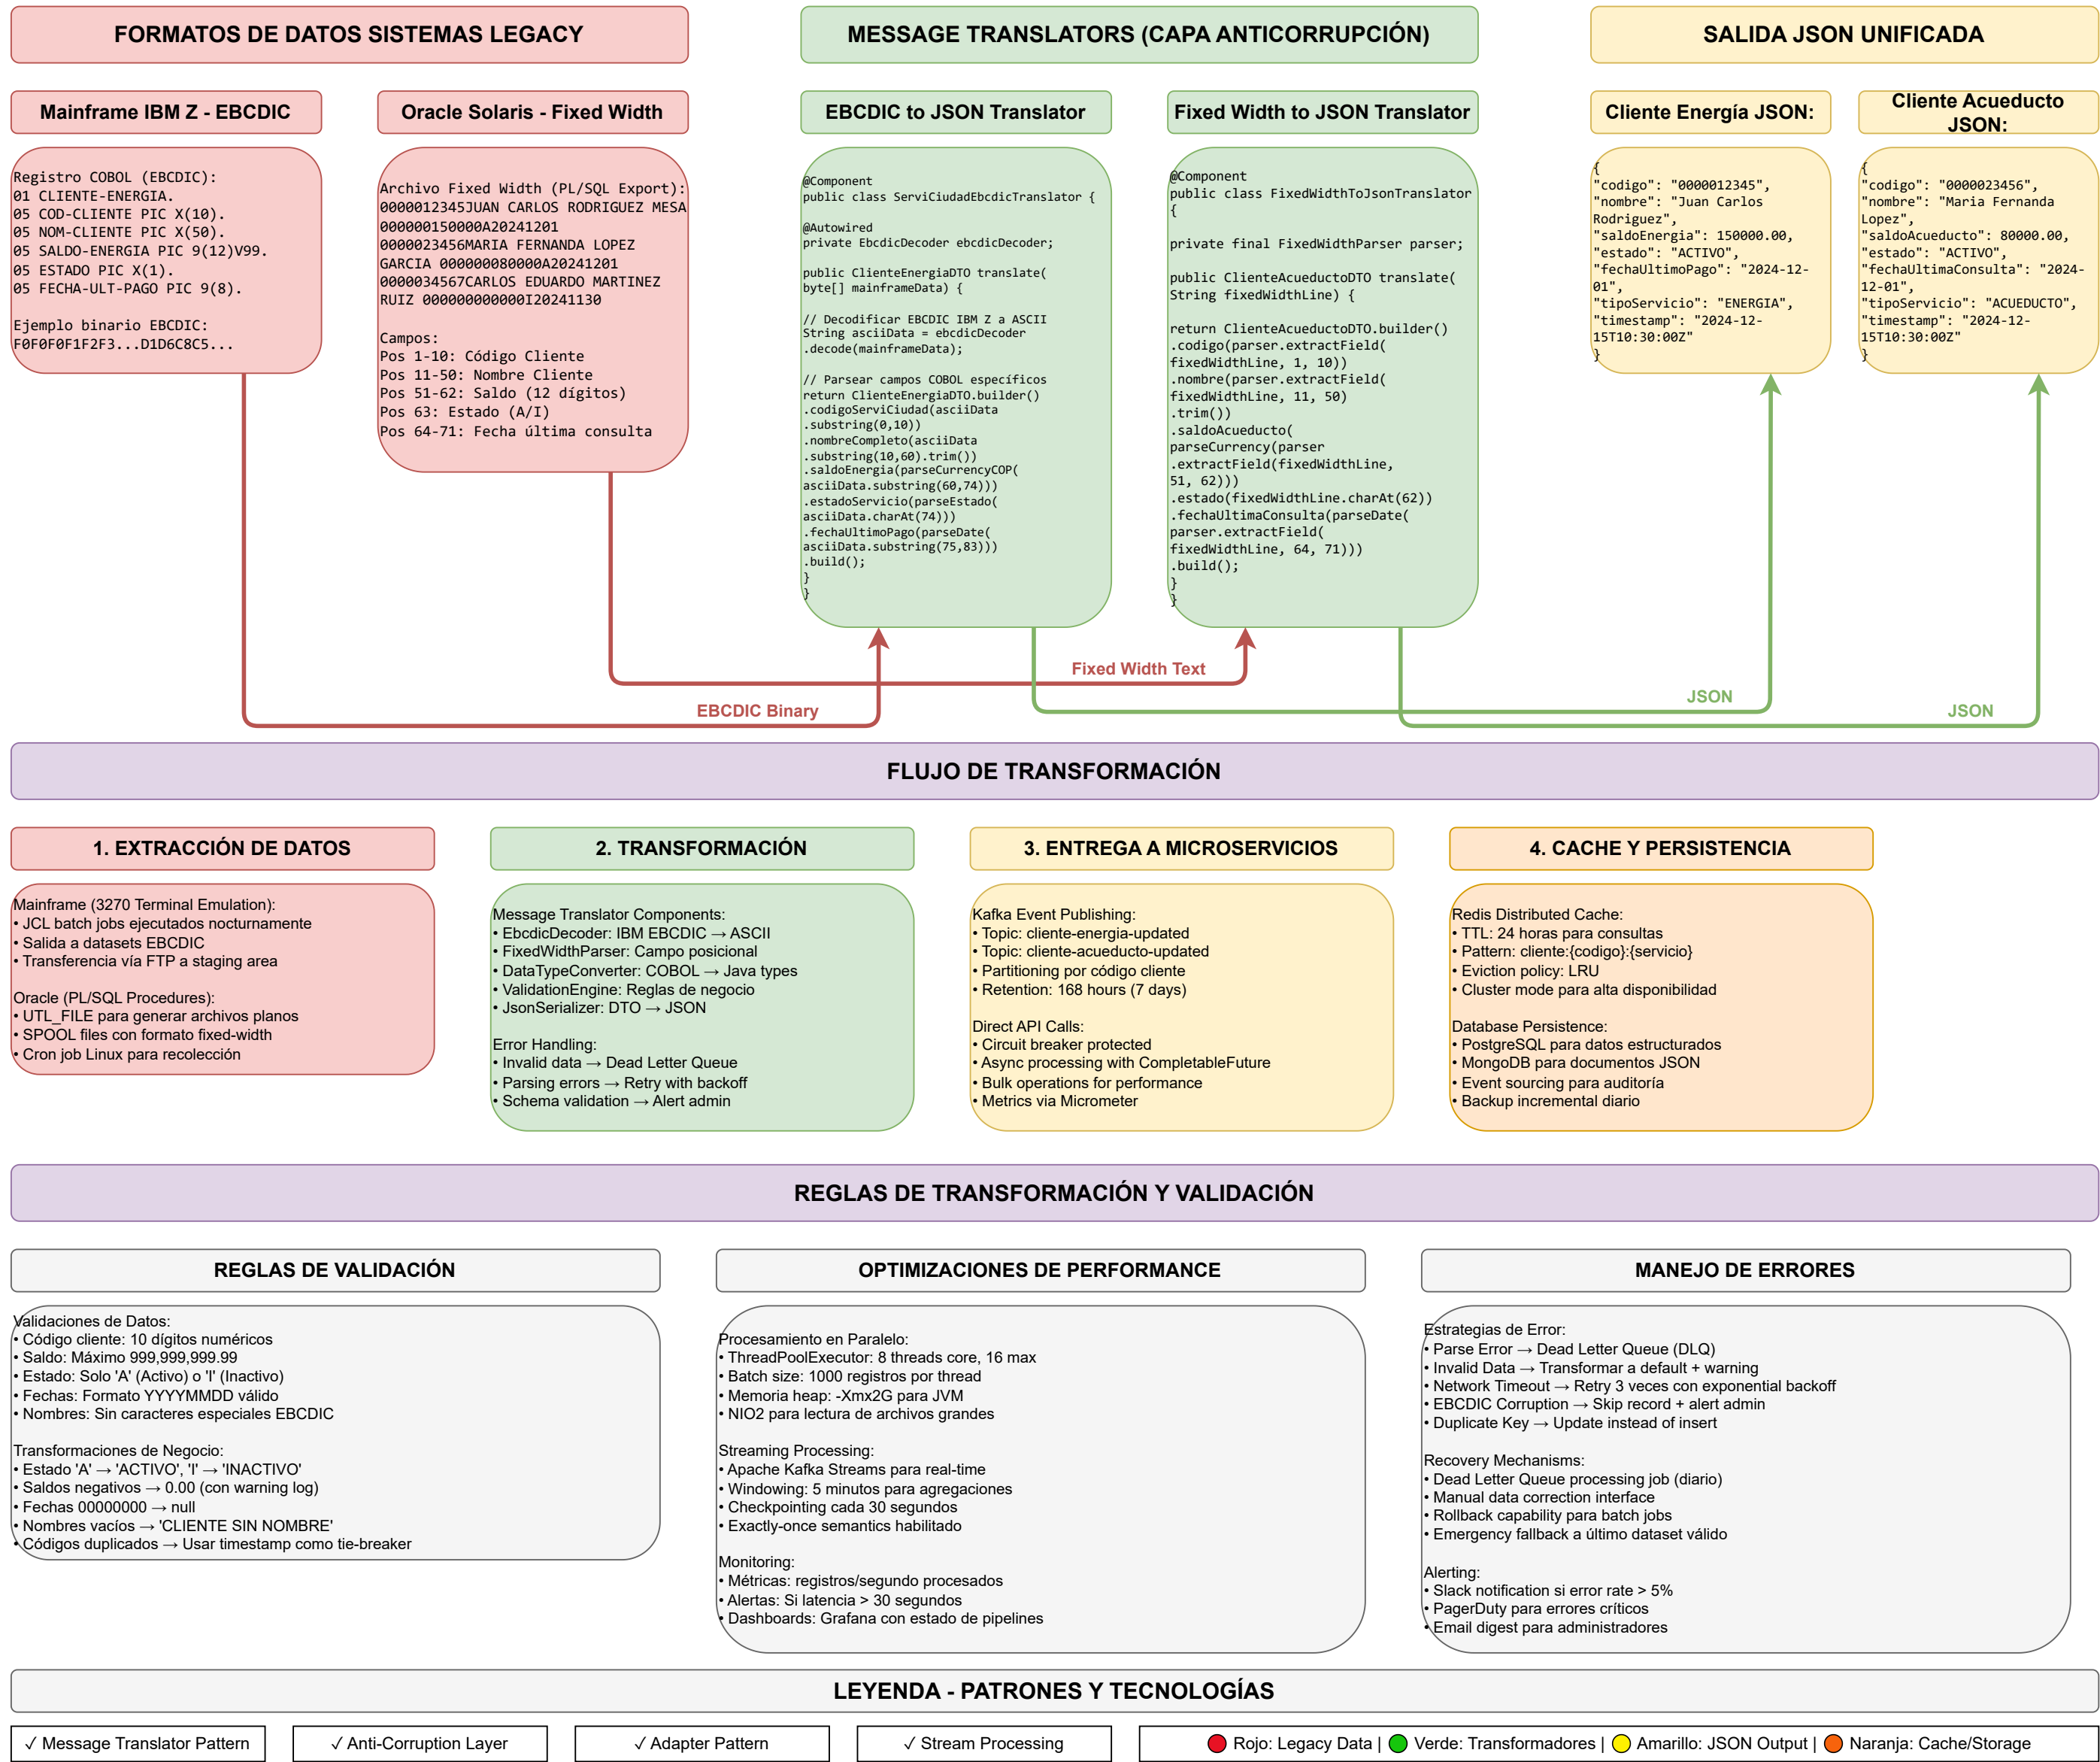 FORMATOS DE DATOS SISTEMAS LEGACY
MESSAGE TRANSLATORS (CAPA ANTICORRUPCIÓN)
SALIDA JSON UNIFICADA
Mainframe IBM Z - EBCDIC
Registro COBOL (EBCDIC):
01 CLIENTE-ENERGIA.
05 COD-CLIENTE PIC X(10).
05 NOM-CLIENTE PIC X(50).
05 SALDO-ENERGIA PIC 9(12)V99.
05 ESTADO PIC X(1).
05 FECHA-ULT-PAGO PIC 9(8).
Ejemplo binario EBCDIC:
F0F0F0F1F2F3...D1D6C8C5...
Oracle Solaris - Fixed Width
Archivo Fixed Width (PL/SQL Export):
0000012345JUAN CARLOS RODRIGUEZ MESA
000000150000A20241201
0000023456MARIA FERNANDA LOPEZ
GARCIA 000000080000A20241201
0000034567CARLOS EDUARDO MARTINEZ
RUIZ 000000000000I20241130
Campos:
Pos 1-10: Código Cliente
Pos 11-50: Nombre Cliente
Pos 51-62: Saldo (12 dígitos)
Pos 63: Estado (A/I)
Pos 64-71: Fecha última consulta
EBCDIC to JSON Translator
@Component
public class ServiCiudadEbcdicTranslator {
@Autowired
private EbcdicDecoder ebcdicDecoder;
public ClienteEnergiaDTO translate(
byte[] mainframeData) {
// Decodificar EBCDIC IBM Z a ASCII
String asciiData = ebcdicDecoder
.decode(mainframeData);
// Parsear campos COBOL específicos
return ClienteEnergiaDTO.builder()
.codigoServiCiudad(asciiData
.substring(0,10))
.nombreCompleto(asciiData
.substring(10,60).trim())
.saldoEnergia(parseCurrencyCOP(
asciiData.substring(60,74)))
.estadoServicio(parseEstado(
asciiData.charAt(74)))
.fechaUltimoPago(parseDate(
asciiData.substring(75,83)))
.build();
}
}
Fixed Width to JSON Translator
@Component
public class FixedWidthToJsonTranslator
{
private final FixedWidthParser parser;
public ClienteAcueductoDTO translate(
String fixedWidthLine) {
return ClienteAcueductoDTO.builder()
.codigo(parser.extractField(
fixedWidthLine, 1, 10))
.nombre(parser.extractField(
fixedWidthLine, 11, 50)
.trim())
.saldoAcueducto(
parseCurrency(parser
.extractField(fixedWidthLine,
51, 62)))
.estado(fixedWidthLine.charAt(62))
.fechaUltimaConsulta(parseDate(
parser.extractField(
fixedWidthLine, 64, 71)))
.build();
}
}
Cliente Energía JSON:
{
"codigo": "0000012345",
"nombre": "Juan Carlos
Rodriguez",
"saldoEnergia": 150000.00,
"estado": "ACTIVO",
"fechaUltimoPago": "2024-12-
01",
"tipoServicio": "ENERGIA",
"timestamp": "2024-12-
15T10:30:00Z"
}
Cliente Acueducto
JSON:
{
"codigo": "0000023456",
"nombre": "Maria Fernanda
Lopez",
"saldoAcueducto": 80000.00,
"estado": "ACTIVO",
"fechaUltimaConsulta": "2024-
12-01",
"tipoServicio": "ACUEDUCTO",
"timestamp": "2024-12-
15T10:30:00Z"
}
Fixed Width Text
EBCDIC Binary
JSON
JSON
FLUJO DE TRANSFORMACIÓN
1. EXTRACCIÓN DE DATOS
Mainframe (3270 Terminal Emulation):
• JCL batch jobs ejecutados nocturnamente
• Salida a datasets EBCDIC
• Transferencia vía FTP a staging area
Oracle (PL/SQL Procedures):
• UTL_FILE para generar archivos planos
• SPOOL files con formato fixed-width
• Cron job Linux para recolección
2. TRANSFORMACIÓN
Message Translator Components:
• EbcdicDecoder: IBM EBCDIC → ASCII
• FixedWidthParser: Campo posicional
• DataTypeConverter: COBOL → Java types
• ValidationEngine: Reglas de negocio
• JsonSerializer: DTO → JSON
Error Handling:
• Invalid data → Dead Letter Queue
• Parsing errors → Retry with backoff
• Schema validation → Alert admin
3. ENTREGA A MICROSERVICIOS
Kafka Event Publishing:
• Topic: cliente-energia-updated
• Topic: cliente-acueducto-updated
• Partitioning por código cliente
• Retention: 168 hours (7 days)
Direct API Calls:
• Circuit breaker protected
• Async processing with CompletableFuture
• Bulk operations for performance
• Metrics via Micrometer
4. CACHE Y PERSISTENCIA
Redis Distributed Cache:
• TTL: 24 horas para consultas
• Pattern: cliente:{codigo}:{servicio}
• Eviction policy: LRU
• Cluster mode para alta disponibilidad
Database Persistence:
• PostgreSQL para datos estructurados
• MongoDB para documentos JSON
• Event sourcing para auditoría
• Backup incremental diario
REGLAS DE TRANSFORMACIÓN Y VALIDACIÓN
REGLAS DE VALIDACIÓN
Validaciones de Datos:
• Código cliente: 10 dígitos numéricos
• Saldo: Máximo 999,999,999.99
• Estado: Solo 'A' (Activo) o 'I' (Inactivo)
• Fechas: Formato YYYYMMDD válido
• Nombres: Sin caracteres especiales EBCDIC
Transformaciones de Negocio:
• Estado 'A' → 'ACTIVO', 'I' → 'INACTIVO'
• Saldos negativos → 0.00 (con warning log)
• Fechas 00000000 → null
• Nombres vacíos → 'CLIENTE SIN NOMBRE'
• Códigos duplicados → Usar timestamp como tie-breaker
OPTIMIZACIONES DE PERFORMANCE
Procesamiento en Paralelo:
• ThreadPoolExecutor: 8 threads core, 16 max
• Batch size: 1000 registros por thread
• Memoria heap: -Xmx2G para JVM
• NIO2 para lectura de archivos grandes
Streaming Processing:
• Apache Kafka Streams para real-time
• Windowing: 5 minutos para agregaciones
• Checkpointing cada 30 segundos
• Exactly-once semantics habilitado
Monitoring:
• Métricas: registros/segundo procesados
• Alertas: Si latencia > 30 segundos
• Dashboards: Grafana con estado de pipelines
MANEJO DE ERRORES
Estrategias de Error:
• Parse Error → Dead Letter Queue (DLQ)
• Invalid Data → Transformar a default + warning
• Network Timeout → Retry 3 veces con exponential backoff
• EBCDIC Corruption → Skip record + alert admin
• Duplicate Key → Update instead of insert
Recovery Mechanisms:
• Dead Letter Queue processing job (diario)
• Manual data correction interface
• Rollback capability para batch jobs
• Emergency fallback a último dataset válido
Alerting:
• Slack notification si error rate > 5%
• PagerDuty para errores críticos
• Email digest para administradores
LEYENDA - PATRONES Y TECNOLOGÍAS
✓ Message Translator Pattern
✓ Anti-Corruption Layer
✓ Adapter Pattern
✓ Stream Processing
🔴 Rojo: Legacy Data | 🟢 Verde: Transformadores | 🟡 Amarillo: JSON Output | 🟠 Naranja: Cache/Storage